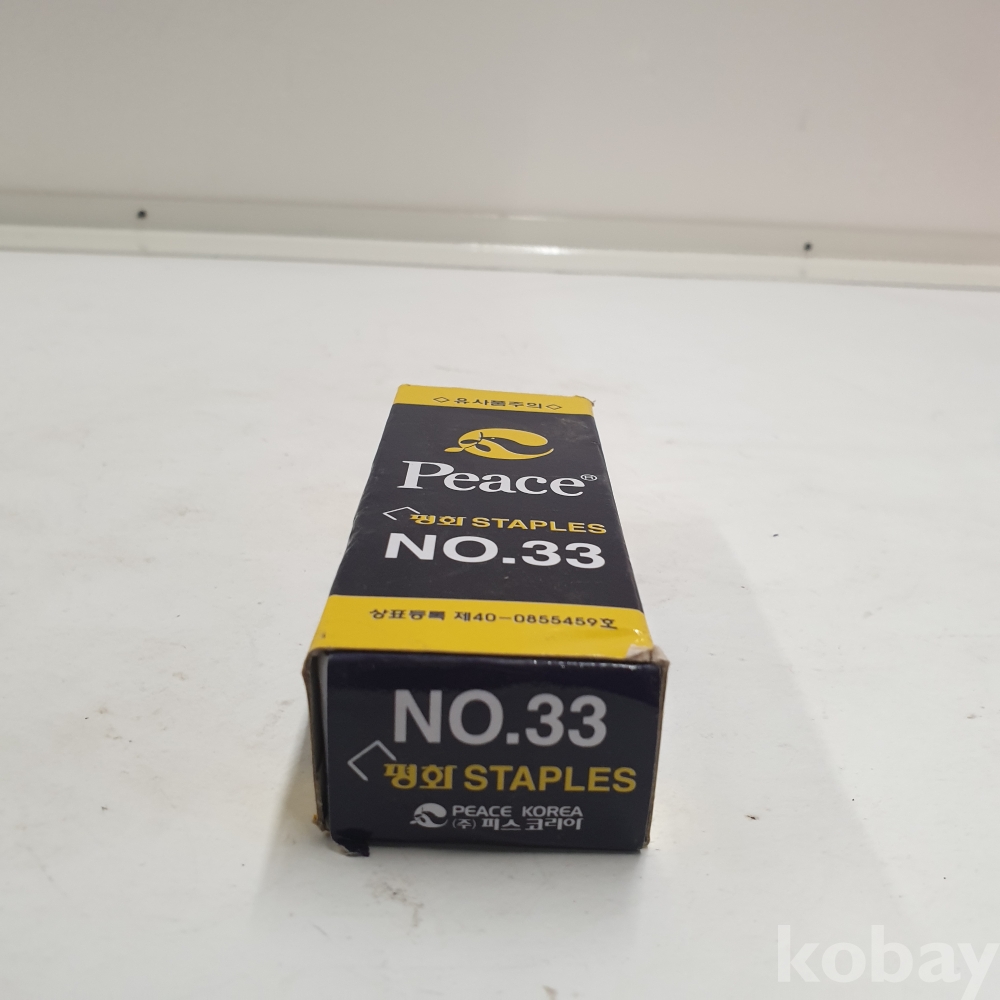 ◇유사품주의◇
Peace®
평화 STAPLES
NO.33
상표등록 제40-0855459호
NO.33
평화 STAPLES
PEACE KOREA
(주) 피스 코리아
kobay